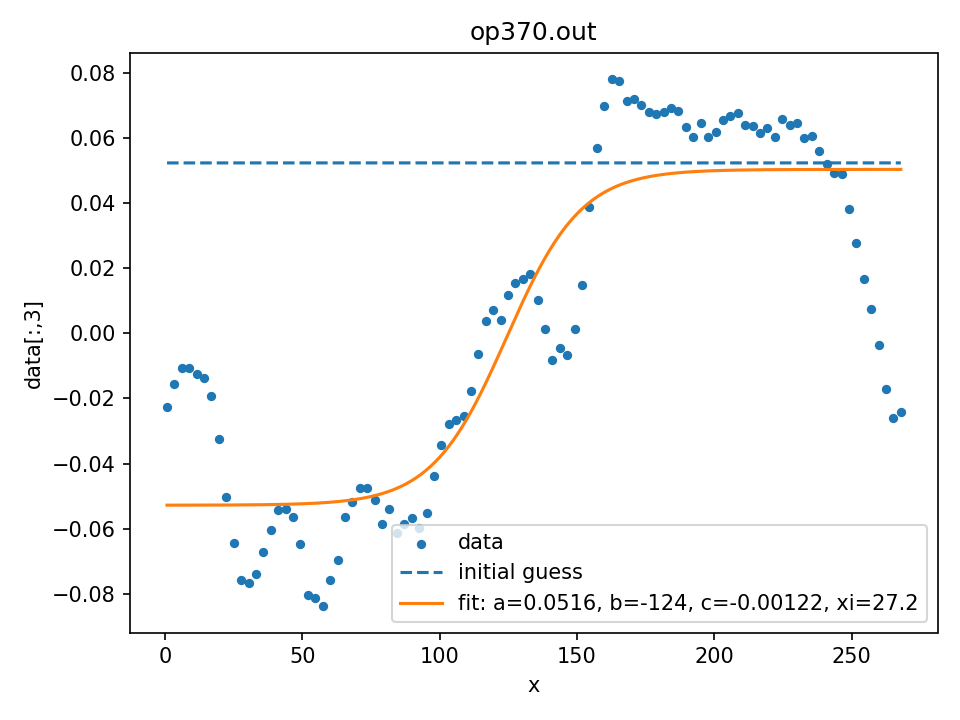 op370.out
0.08
0.06
0.04
0.02
0.00
−0.02
−0.04
−0.06
−0.08
data[:,3]
data
initial guess
fit: a=0.0516, b=-124, c=-0.00122, xi=27.2
0 50 100 150 200 250
x